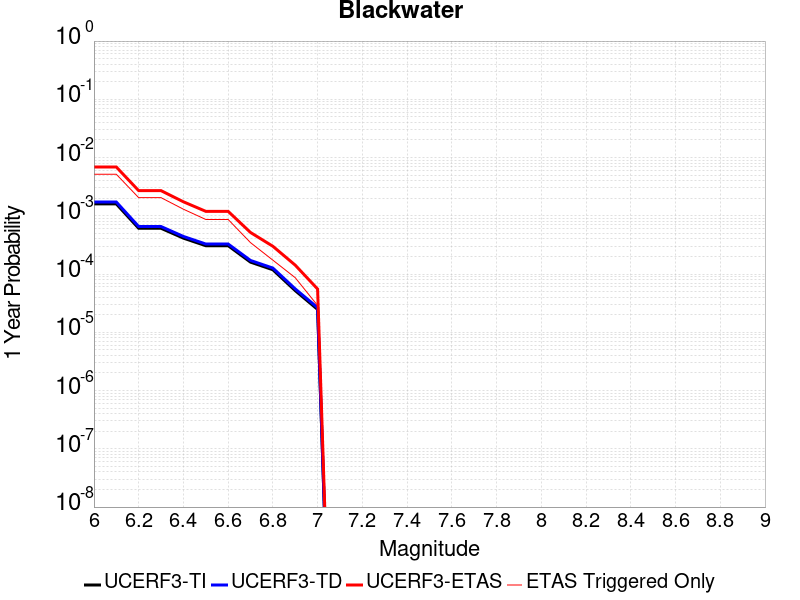 Blackwater
10^0
10^-1
10^-2
10^-3
10^-4
10^-5
10^-6
10^-7
10^-8
1 Year Probability
6 6.2 6.4 6.6 6.8 7 7.2 7.4 7.6 7.8 8 8.2 8.4 8.6 8.8 9
Magnitude
UCERF3-TI UCERF3-TD UCERF3-ETAS ETAS Triggered Only